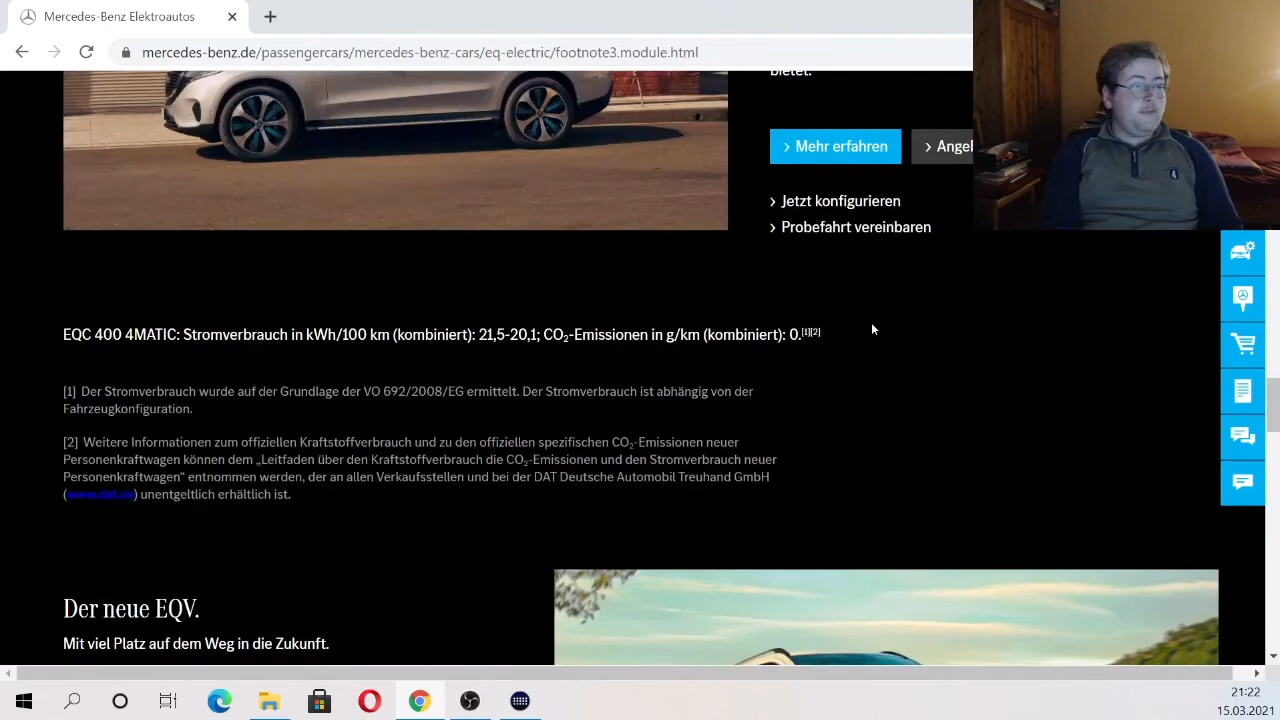 Mercedes-Benz Elektroautos
mercedes-benz.de/passengercars/mercedes-benz-cars/eq-electric/footnote3.module.html
bietet.
Mehr erfahren
Jetzt konfigurieren
Probefahrt vereinbaren
EQC 400 4MATIC: Stromverbrauch in kWh/100 km (kombiniert): 21,5-20,1; CO₂-Emissionen in g/km (kombiniert): 0.[1][2]
[1] Der Stromverbrauch wurde auf der Grundlage der VO 692/2008/EG ermittelt. Der Stromverbrauch ist abhängig von der
Fahrzeugkonfiguration.
[2] Weitere Informationen zum offiziellen Kraftstoffverbrauch und zu den offiziellen spezifischen CO₂-Emissionen neuer
Personenkraftwagen können dem „Leitfaden über den Kraftstoffverbrauch die CO₂-Emissionen und den Stromverbrauch neuer
Personenkraftwagen“ entnommen werden, der an allen Verkaufsstellen und bei der DAT Deutsche Automobil Treuhand GmbH
(www.dat.de) unentgeltlich erhältlich ist.
Der neue EQV.
Mit viel Platz auf dem Weg in die Zukunft.
21:22
15.03.2021